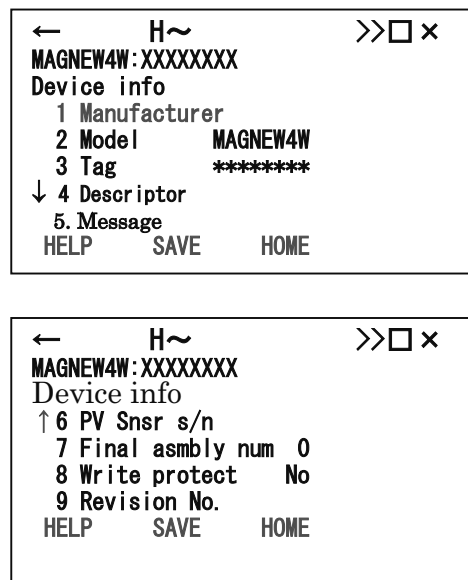 ← H～ >>□ ×
MAGNEW4W:XXXXXXXX
Device info
1 Manufacturer
2 Model MAGNEW4W
3 Tag ********
↓ 4 Descriptor
5. Message
HELP SAVE HOME
← H～ >>□ ×
MAGNEW4W:XXXXXXXX
Device info
↑ 6 PV Snsr s/n
7 Final asmbly num 0
8 Write protect No
9 Revision No.
HELP SAVE HOME